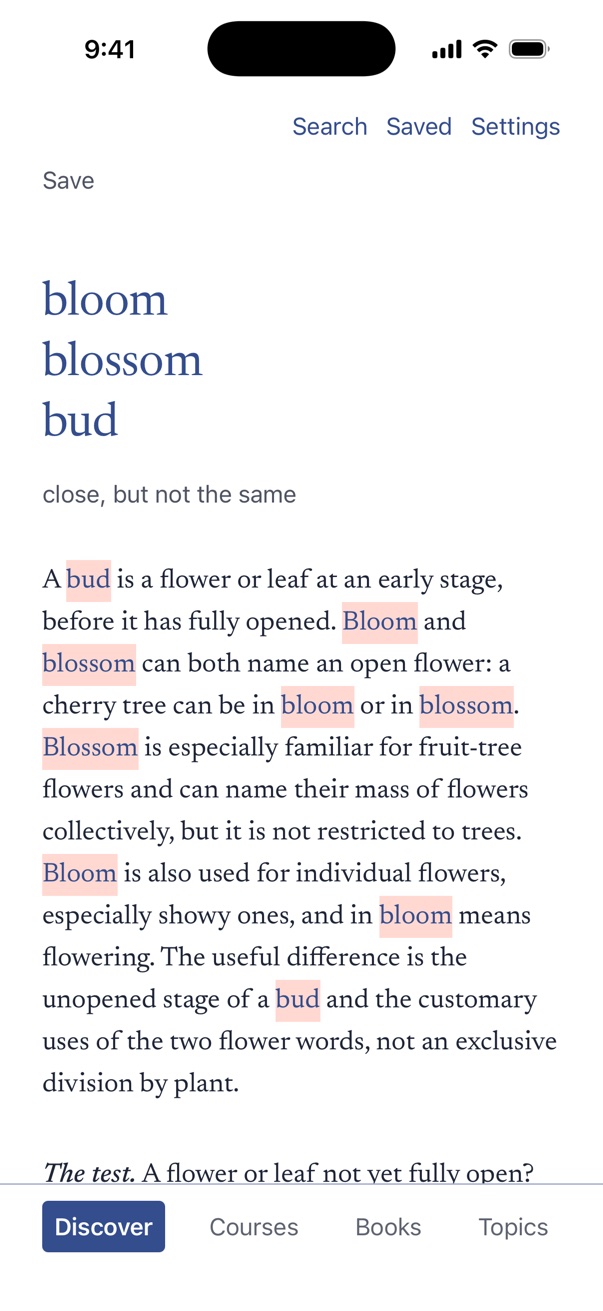 9:41
Search Saved Settings
Save
bloom
blossom
bud
close, but not the same
A bud is a flower or leaf at an early stage,
before it has fully opened. Bloom and
blossom can both name an open flower: a
cherry tree can be in bloom or in blossom.
Blossom is especially familiar for fruit-tree
flowers and can name their mass of flowers
collectively, but it is not restricted to trees.
Bloom is also used for individual flowers,
especially showy ones, and in bloom means
flowering. The useful difference is the
unopened stage of a bud and the customary
uses of the two flower words, not an exclusive
division by plant.
The test. A flower or leaf not yet fully open?
Discover Courses Books Topics